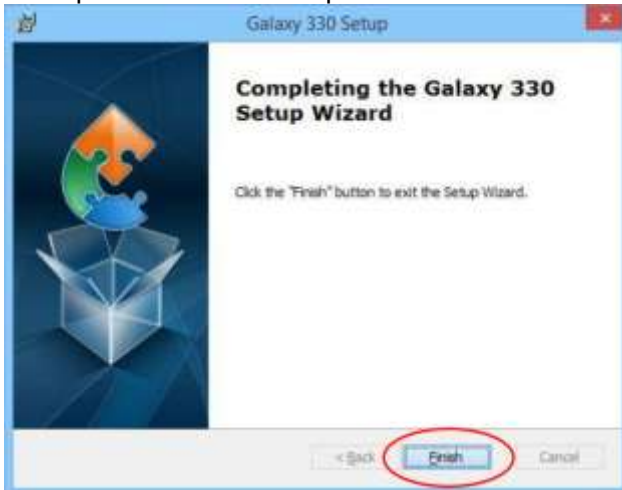 Galaxy 330 Setup
Completing the Galaxy 330
Setup Wizard
Click the "Finish" button to exit the Setup Wizard.
< Back
Finish
Cancel